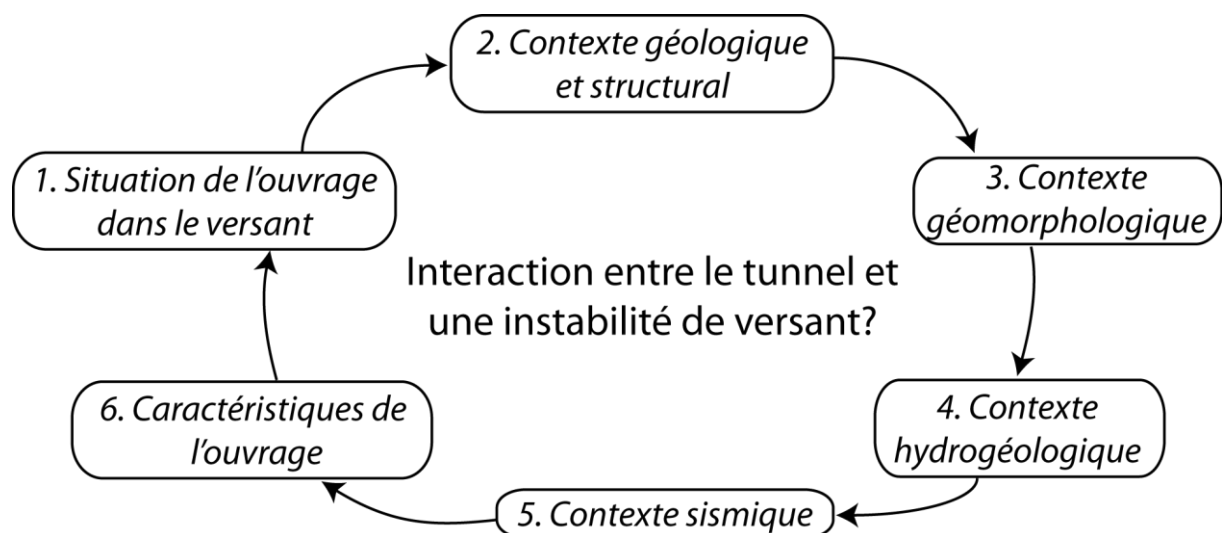 2. Contexte géologique
et structural
1. Situation de l'ouvrage
dans le versant
3. Contexte
géomorphologique
Interaction entre le tunnel et
une instabilité de versant?
6. Caractéristiques de
l'ouvrage
4. Contexte
hydrogéologique
5. Contexte sismique